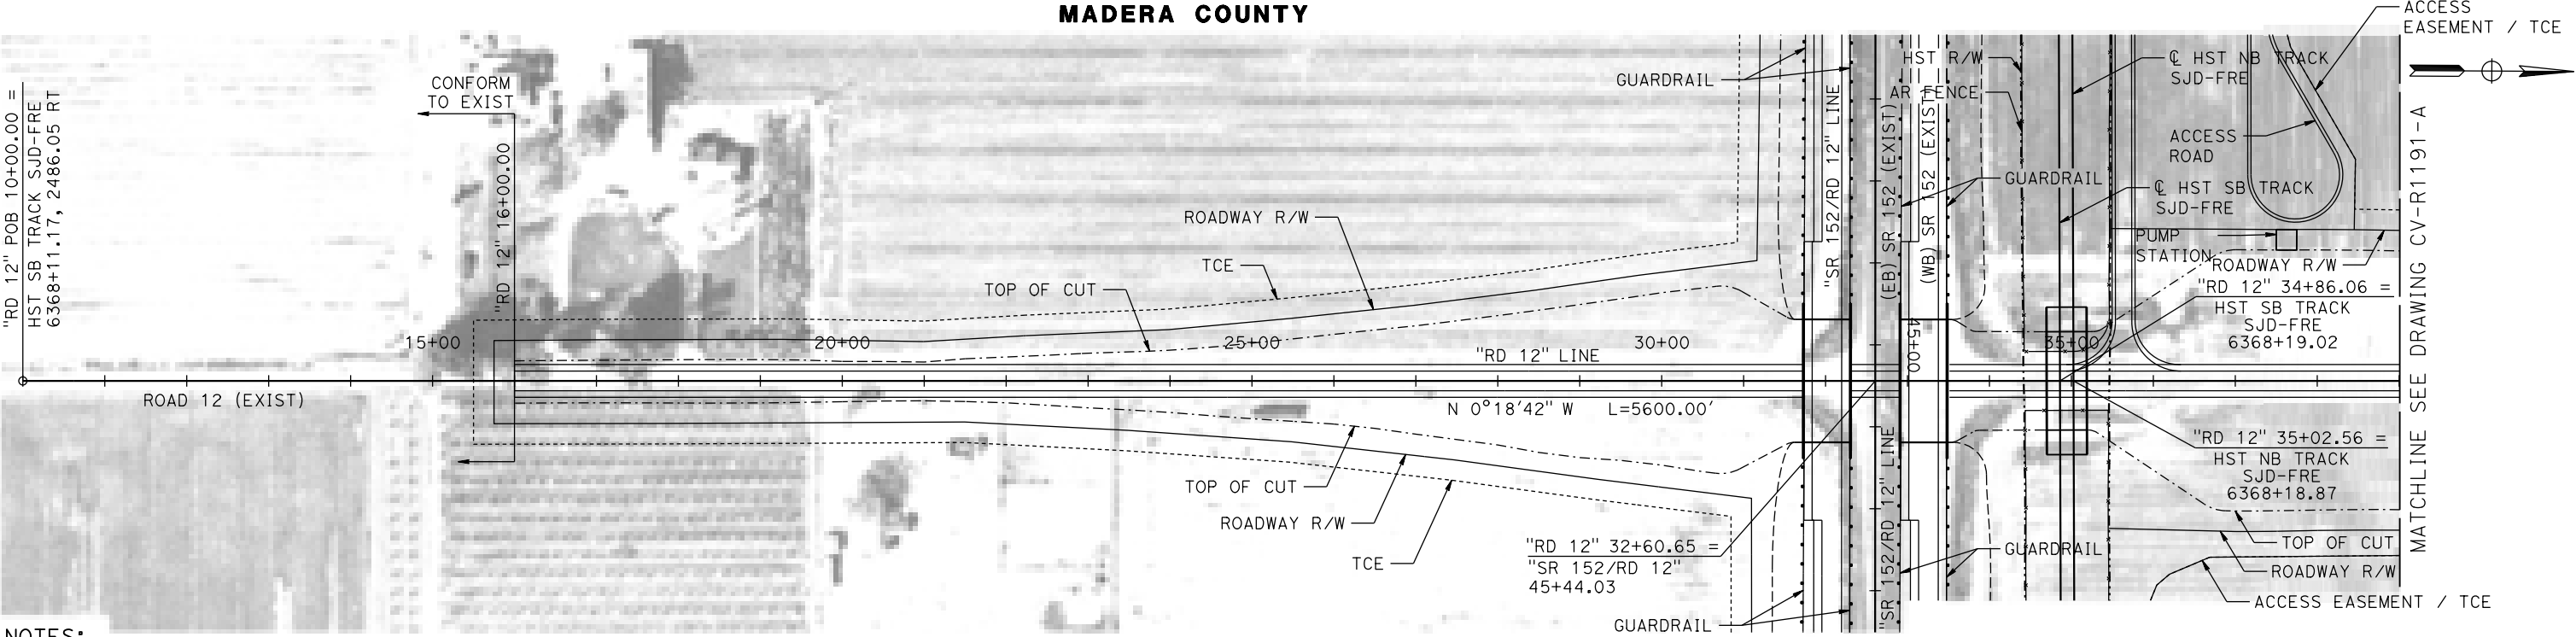 MADERA COUNTY
ACCESS
EASEMENT / TCE
"RD 12" POB 10+00.00 =
HST SB TRACK SJD-FRE
6368+11.17, 2486.05 RT
CONFORM
TO EXIST
"RD 12" 16+00.00
GUARDRAIL
"SR 152/RD 12" LINE
(EB) SR 152 (EXIST)
(WB) SR 152 (EXIST)
HST R/W
AR FENCE
℄ HST NB TRACK
SJD-FRE
ACCESS
ROAD
GUARDRAIL
℄ HST SB TRACK
SJD-FRE
PUMP
STATION
ROADWAY R/W
"RD 12" 34+86.06 =
HST SB TRACK
SJD-FRE
6368+19.02
ROADWAY R/W
TCE
TOP OF CUT
15+00
20+00
25+00
30+00
45+00
35+00
"RD 12" LINE
ROAD 12 (EXIST)
N 0°18'42" W L=5600.00'
"RD 12" 35+02.56 =
HST NB TRACK
SJD-FRE
6368+18.87
TOP OF CUT
ROADWAY R/W
TCE
"RD 12" 32+60.65 =
"SR 152/RD 12"
45+44.03
"SR 152/RD 12" LINE
GUARDRAIL
GUARDRAIL
TOP OF CUT
ROADWAY R/W
ACCESS EASEMENT / TCE
MATCHLINE SEE DRAWING CV-R1191-A
NOTES: